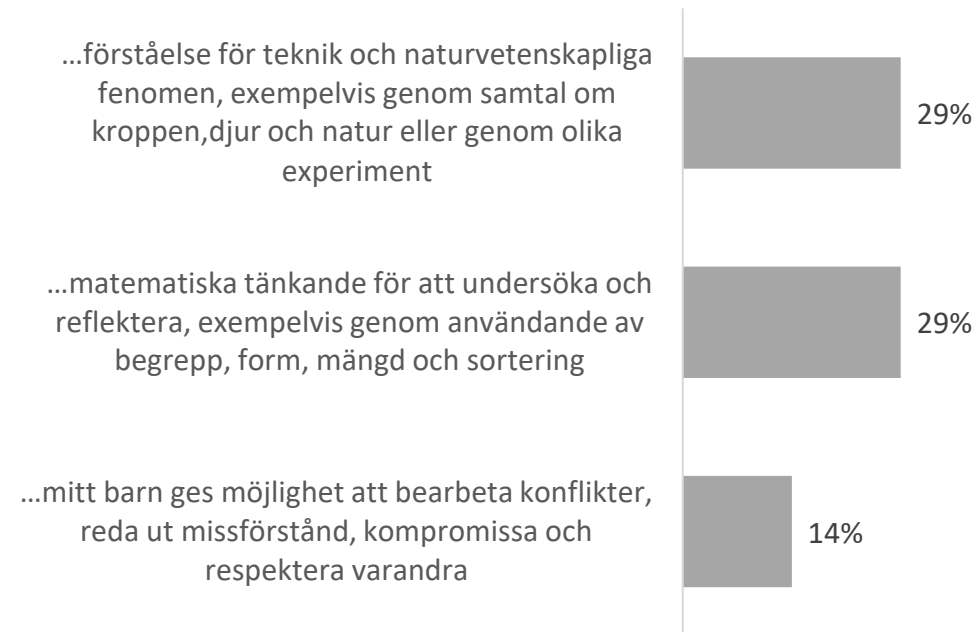 ...förståelse för teknik och naturvetenskapliga
fenomen, exempelvis genom samtal om
kroppen,djur och natur eller genom olika
experiment
29%
...matematiska tänkande för att undersöka och
reflektera, exempelvis genom användande av
begrepp, form, mängd och sortering
29%
...mitt barn ges möjlighet att bearbeta konflikter,
reda ut missförstånd, kompromissa och
respektera varandra
14%